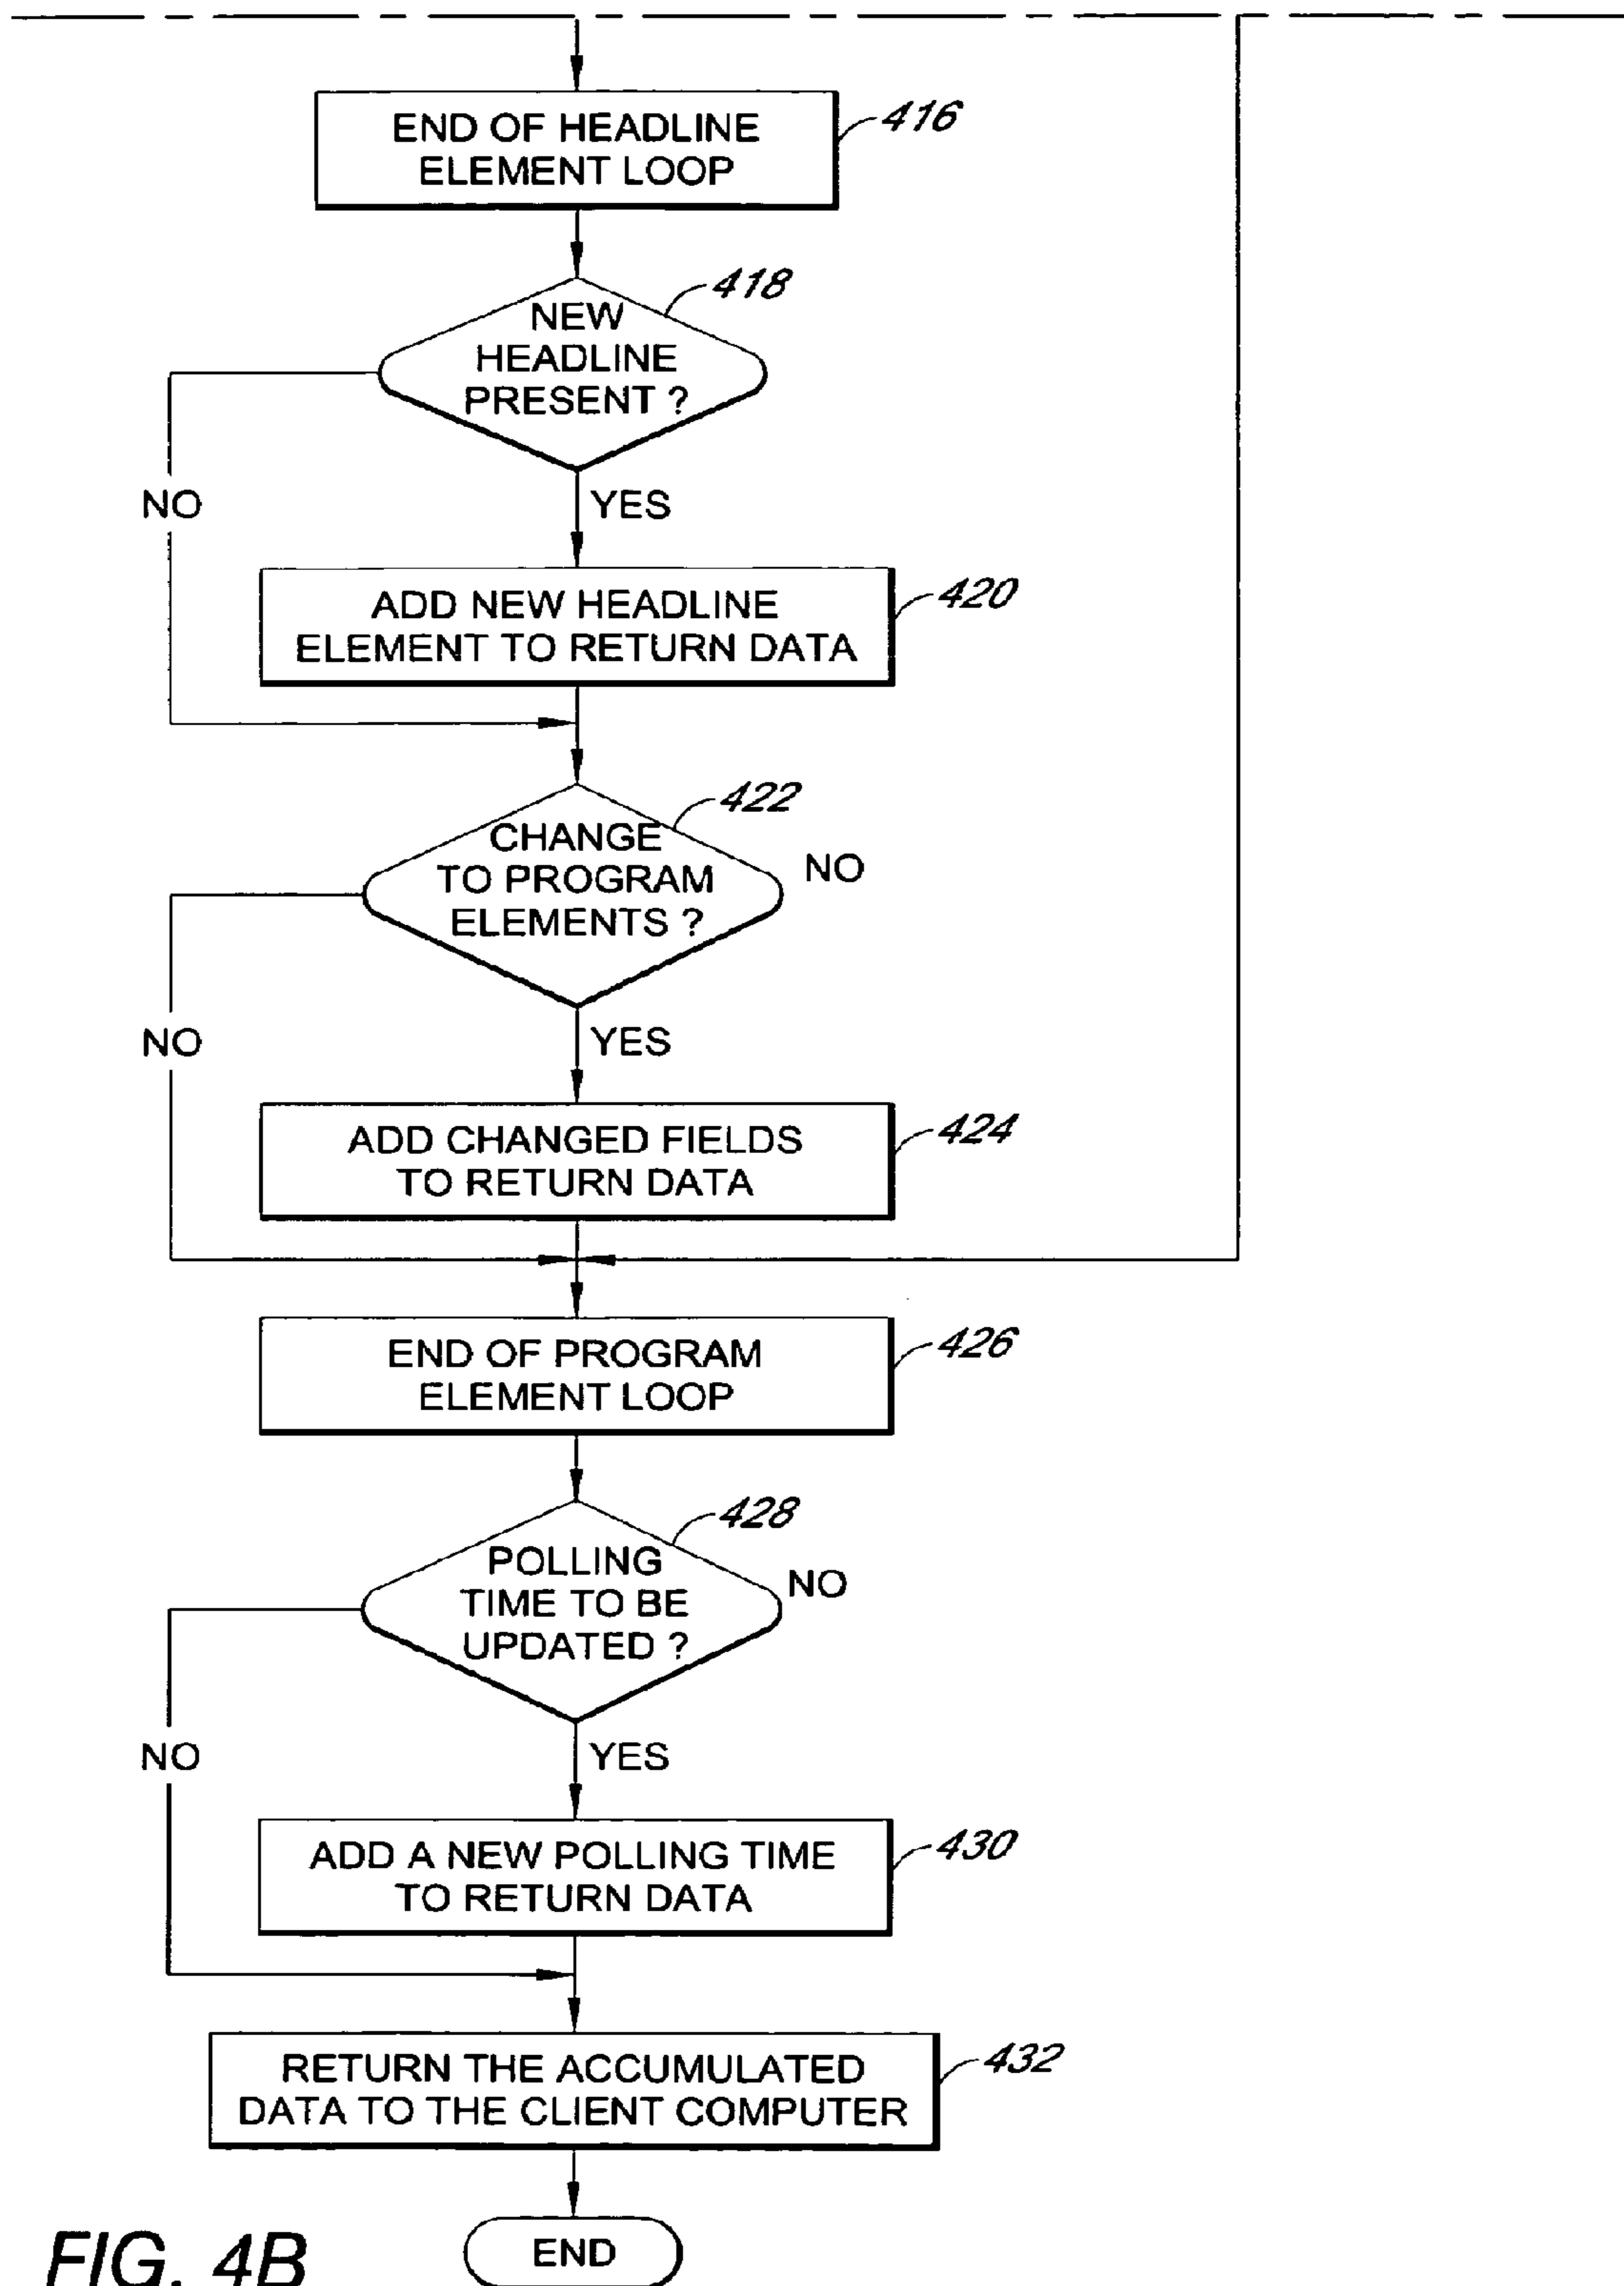 END OF HEADLINE
ELEMENT LOOP
416
NEW
HEADLINE
PRESENT ?
418
NO
YES
ADD NEW HEADLINE
ELEMENT TO RETURN DATA
420
CHANGE
TO PROGRAM
ELEMENTS ?
422
NO
NO
YES
ADD CHANGED FIELDS
TO RETURN DATA
424
END OF PROGRAM
ELEMENT LOOP
426
POLLING
TIME TO BE
UPDATED ?
428
NO
NO
YES
ADD A NEW POLLING TIME
TO RETURN DATA
430
RETURN THE ACCUMULATED
DATA TO THE CLIENT COMPUTER
432
END
FIG. 4B